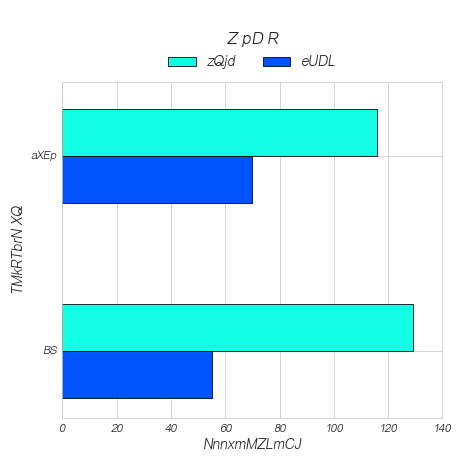 Z pD R
zQjd eUDL
TMkRTbrN XQ
aXEp
BS
0 20 40 60 80 100 120 140
NnnxmMZLmCJ